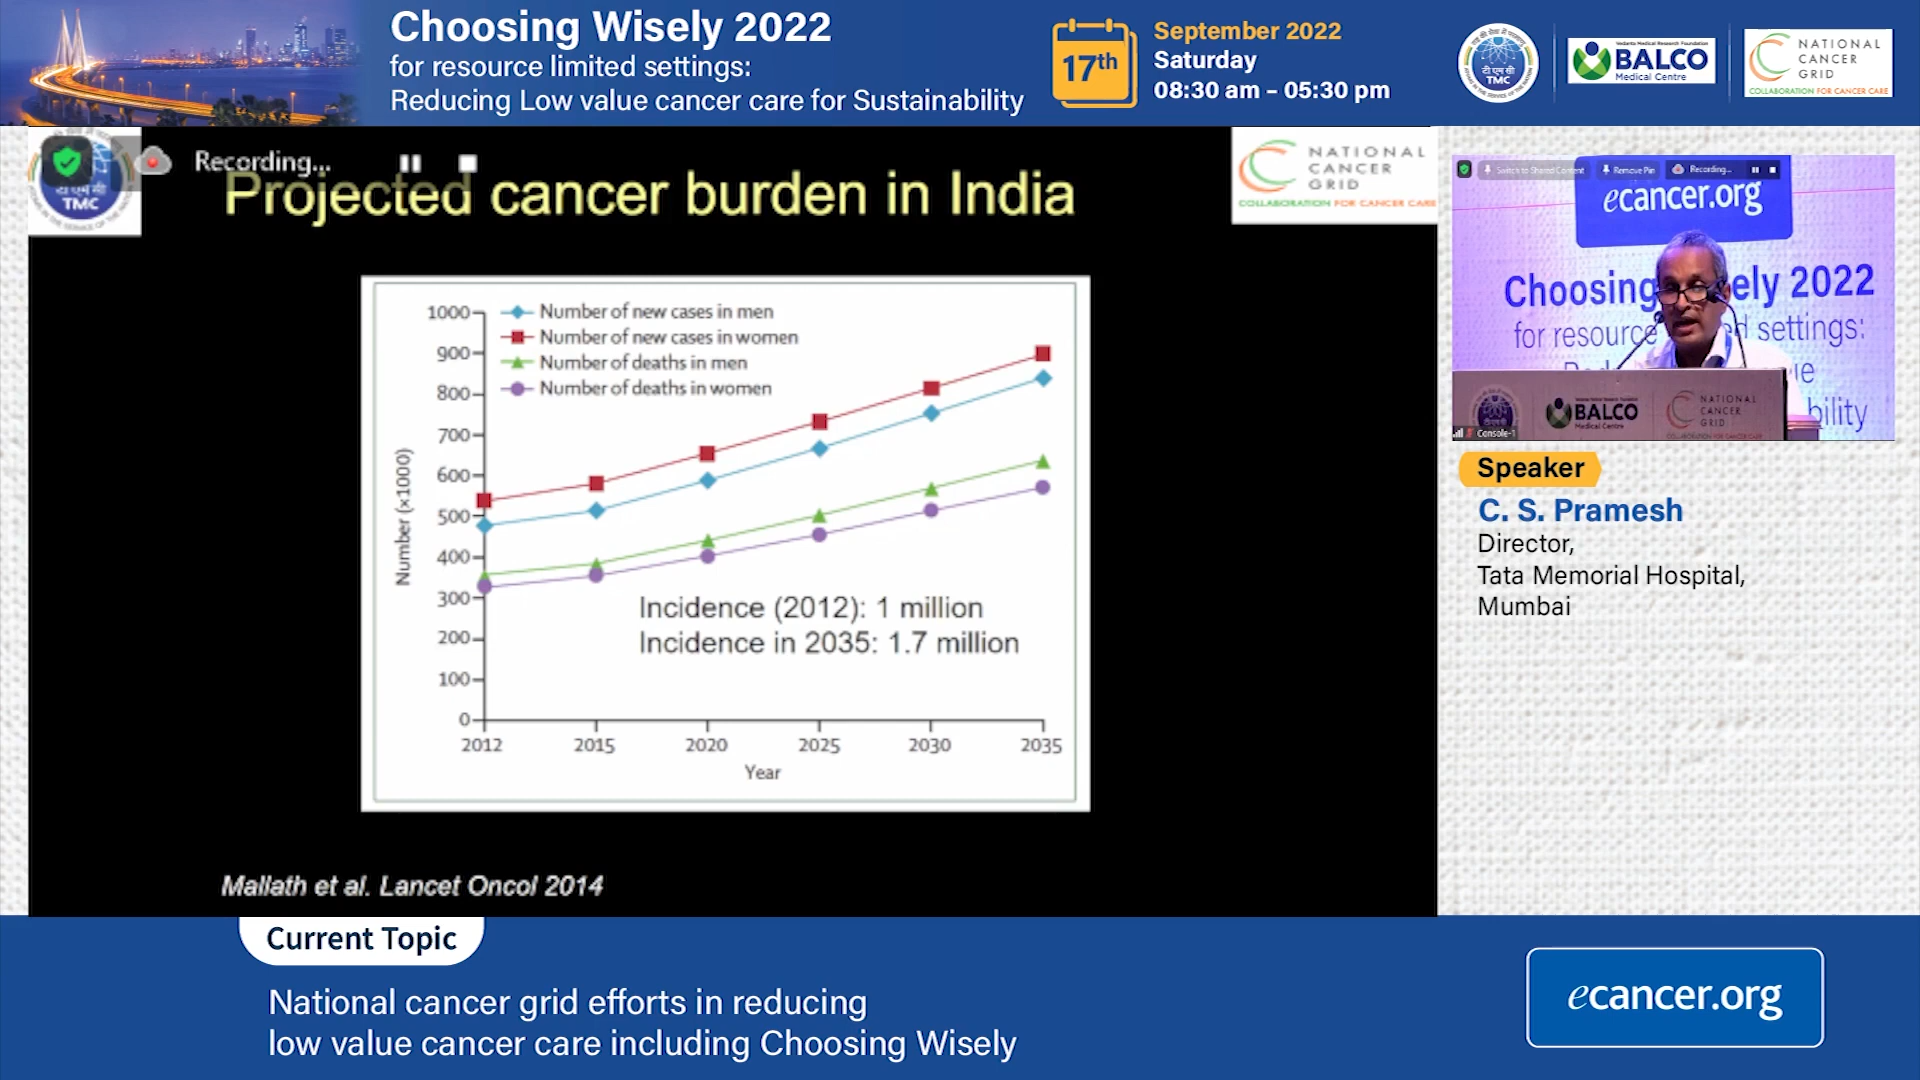 Choosing Wisely 2022
for resource limited settings:
Reducing Low value cancer care for Sustainability
17th
September 2022
Saturday
08:30 am – 05:30 pm
टी एम सी
TMC
Vedanta Medical Research Foundation
BALCO
Medical Centre
NATIONAL
CANCER
GRID
COLLABORATION FOR CANCER CARE
Recording...
टी एम सी
TMC
Projected cancer burden in India
NATIONAL
CANCER
GRID
COLLABORATION FOR CANCER CARE
Number of new cases in men
Number of new cases in women
Number of deaths in men
Number of deaths in women
1000
900
800
700
600
500
400
300
200
100
0
Number (x1000)
Incidence (2012): 1 million
Incidence in 2035: 1.7 million
2012 2015 2020 2025 2030 2035
Year
Mallath et al. Lancet Oncol 2014
Switch to Shared Content
Remove Pin
Recording...
ecancer.org
Choosing ely 2022
for resource d settings:
bility
BALCO
Medical Centre
NATIONAL
CANCER
GRID
Console-1
Speaker
C. S. Pramesh
Director,
Tata Memorial Hospital,
Mumbai
Current Topic
National cancer grid efforts in reducing
low value cancer care including Choosing Wisely
ecancer.org